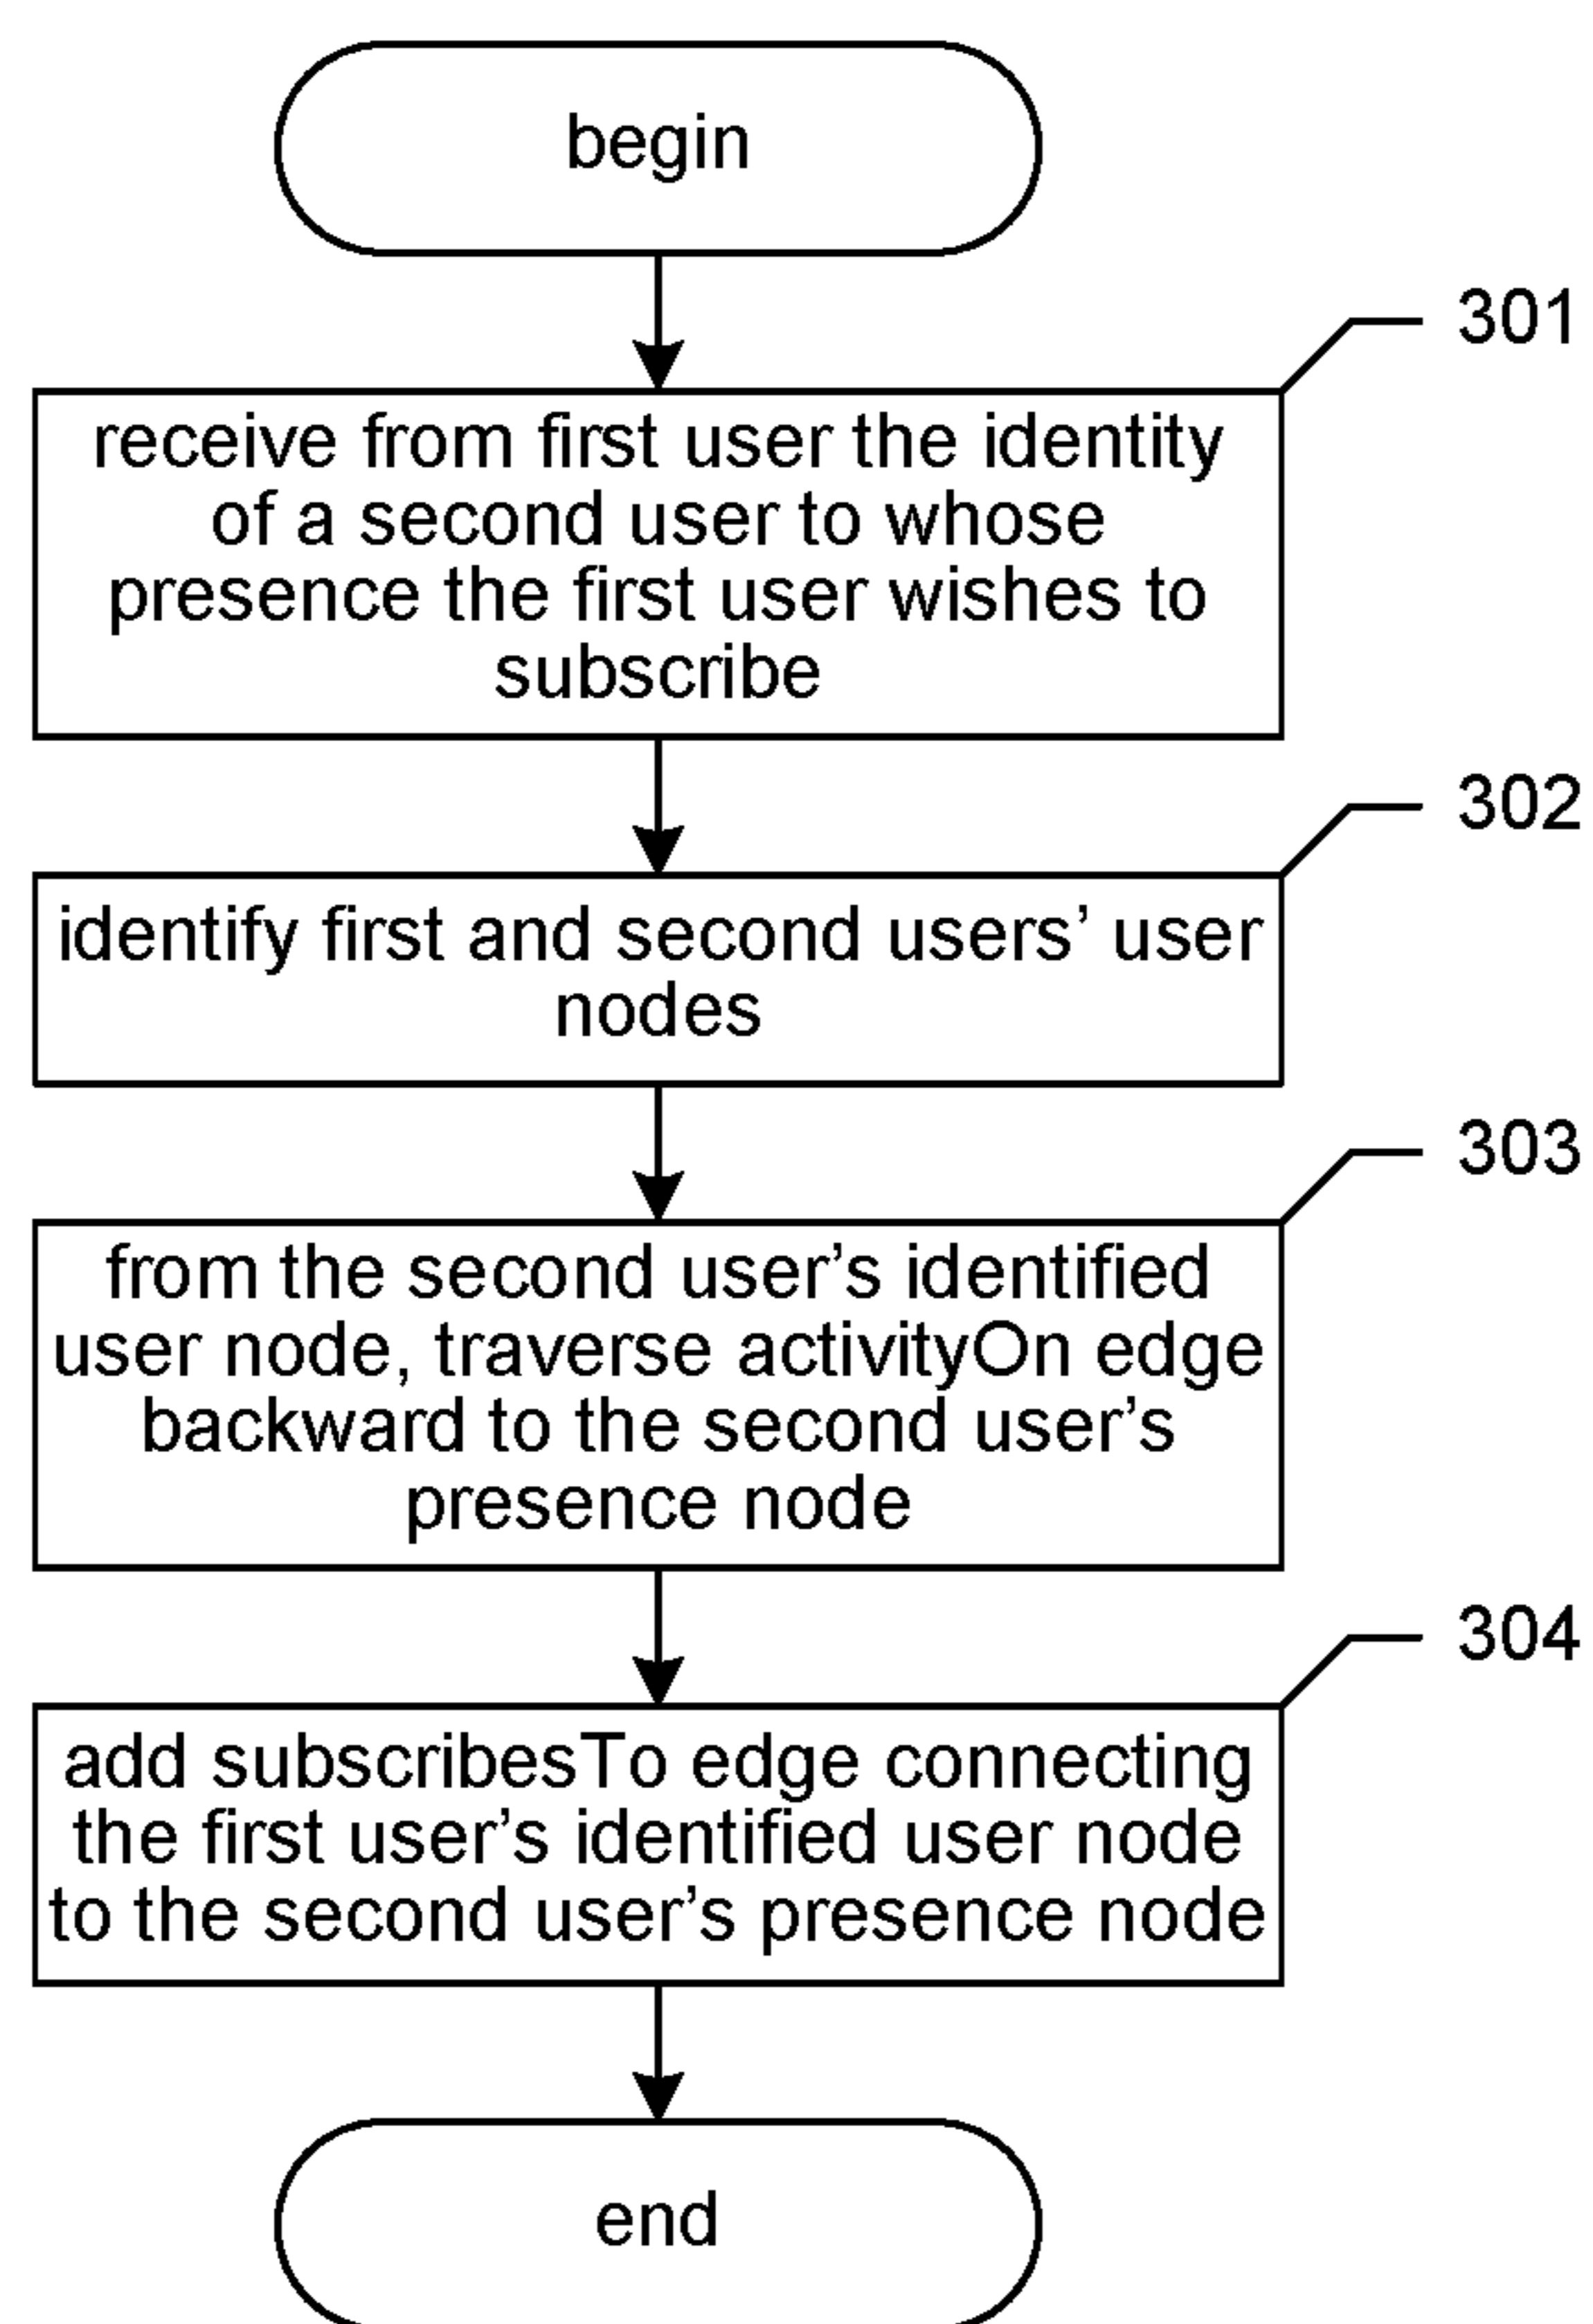 begin
301
receive from first user the identity
of a second user to whose
presence the first user wishes to
subscribe
302
identify first and second users’ user
nodes
303
from the second user’s identified
user node, traverse activityOn edge
backward to the second user’s
presence node
304
add subscribesTo edge connecting
the first user’s identified user node
to the second user’s presence node
end